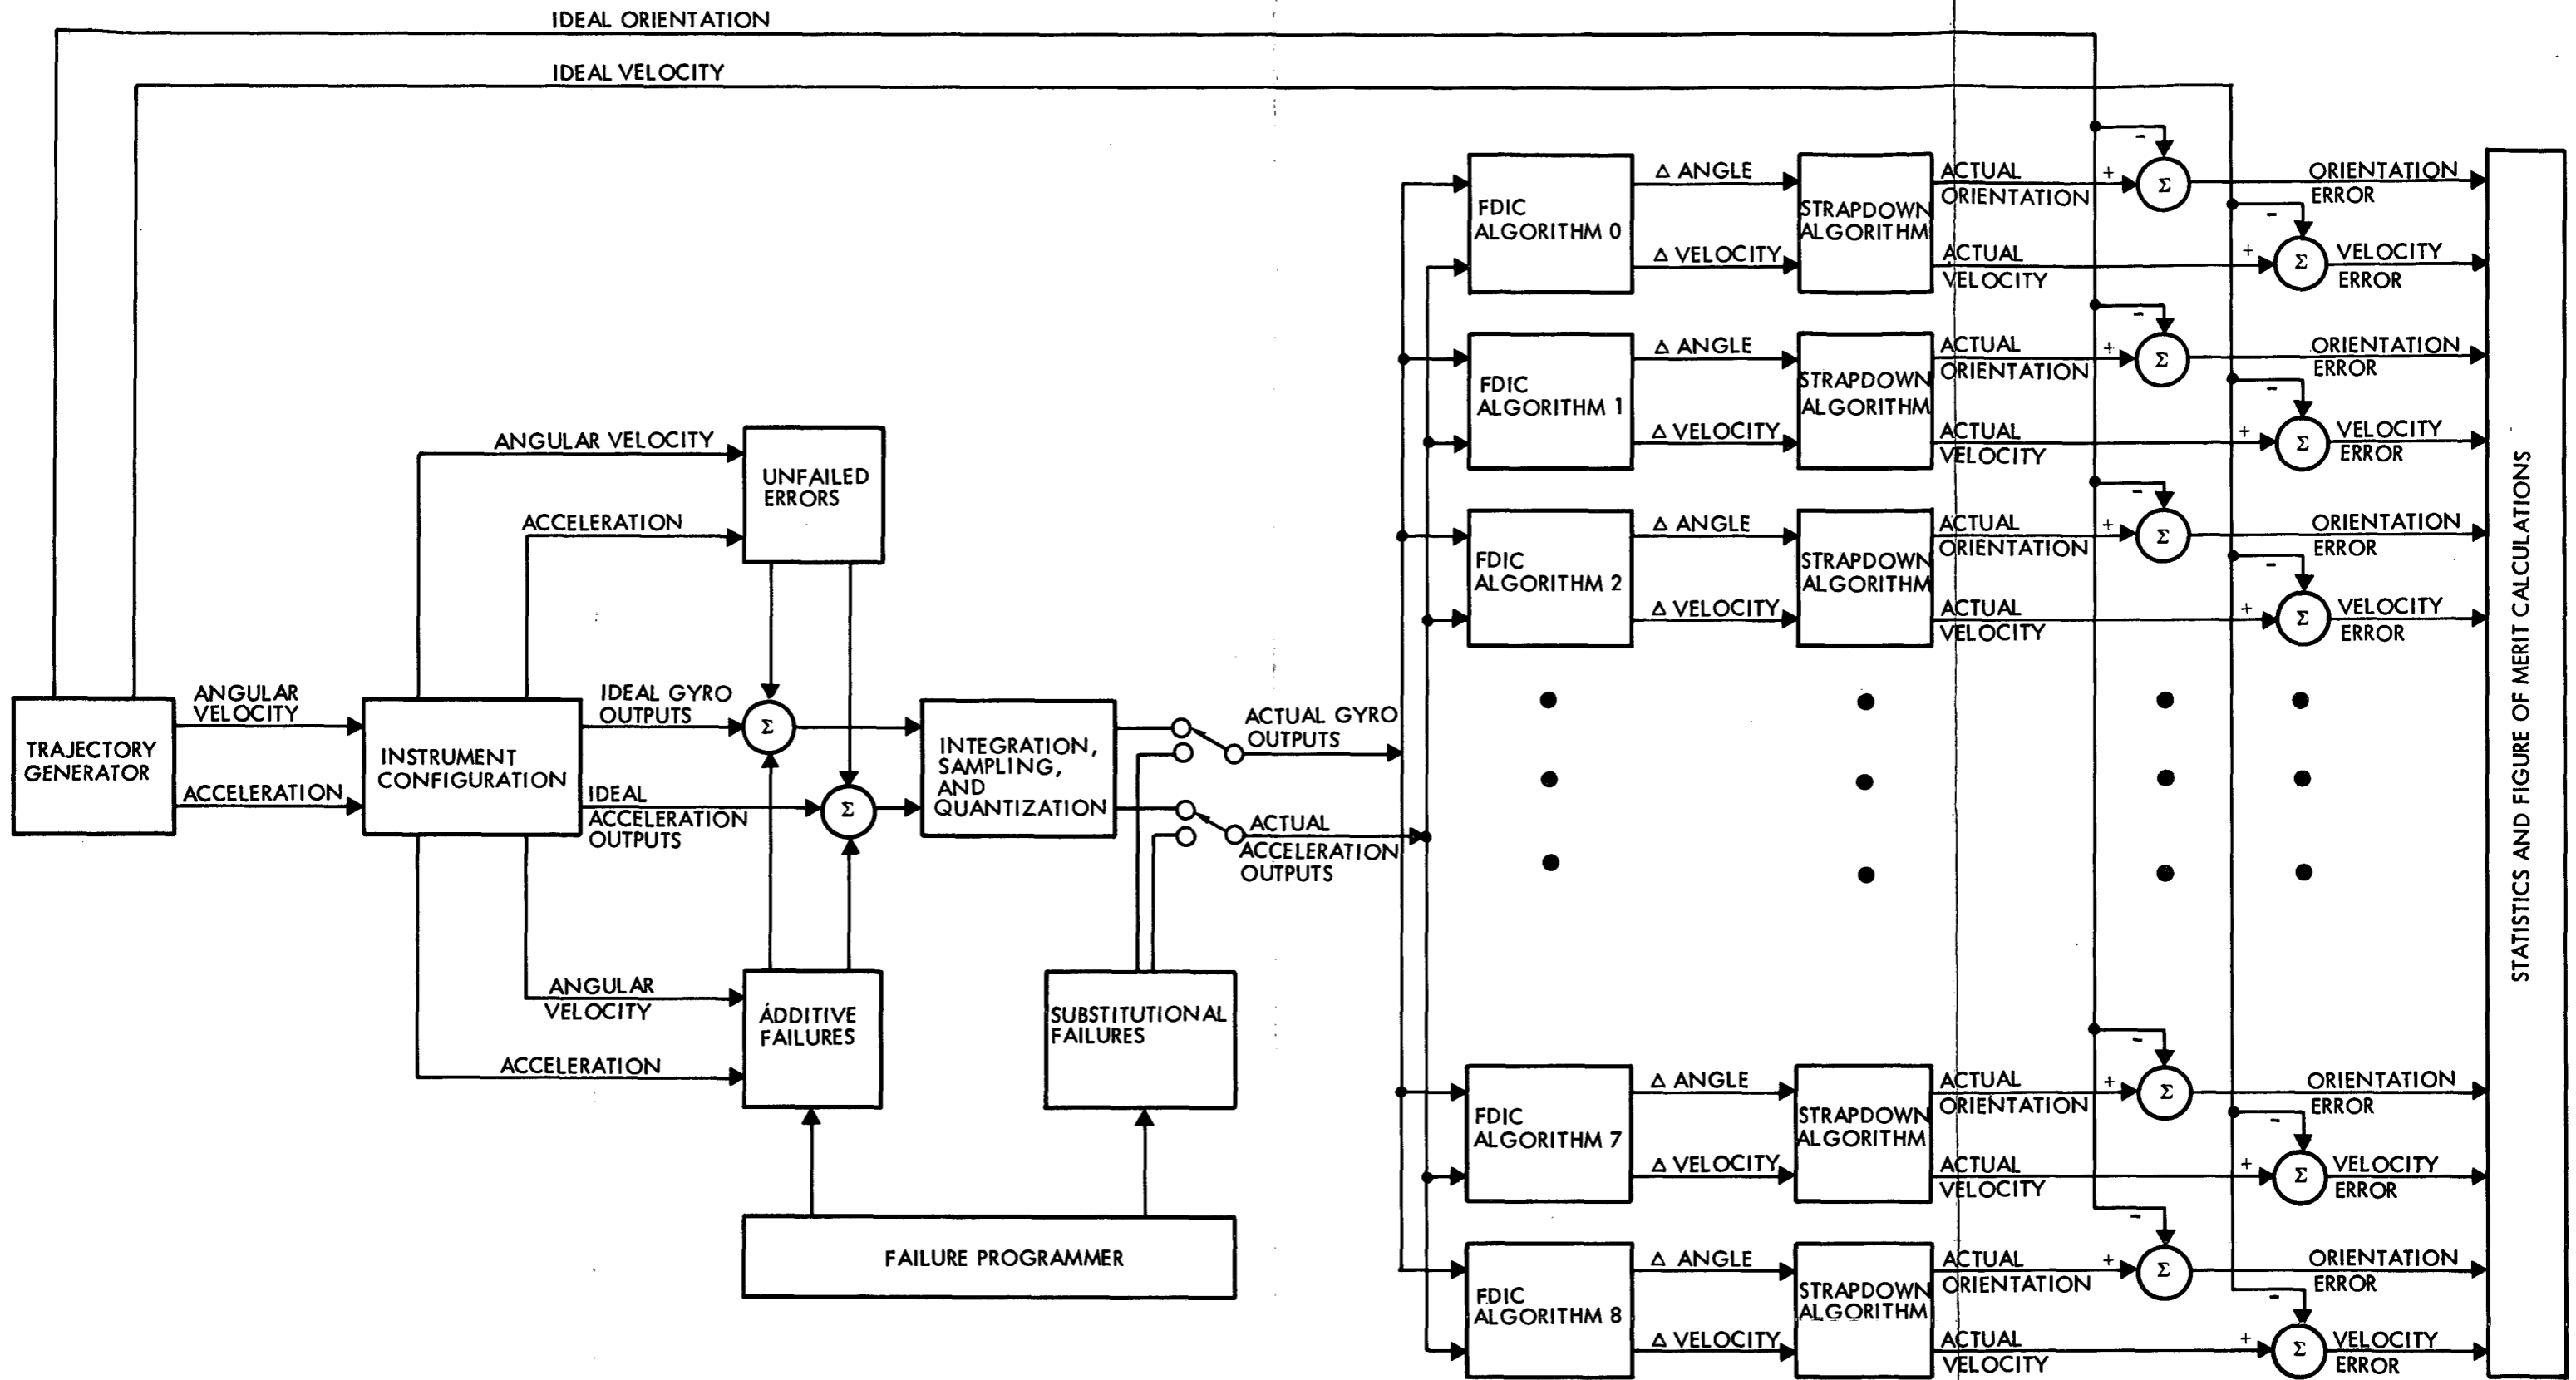 IDEAL ORIENTATION
IDEAL VELOCITY
TRAJECTORY
GENERATOR
ANGULAR
VELOCITY
ACCELERATION
INSTRUMENT
CONFIGURATION
ANGULAR VELOCITY
ACCELERATION
UNFAILED
ERRORS
IDEAL GYRO
OUTPUTS
Σ
IDEAL
ACCELERATION
OUTPUTS
Σ
ANGULAR
VELOCITY
ACCELERATION
ADDITIVE
FAILURES
INTEGRATION,
SAMPLING,
AND
QUANTIZATION
SUBSTITUTIONAL
FAILURES
FAILURE PROGRAMMER
ACTUAL GYRO
OUTPUTS
ACTUAL
ACCELERATION
OUTPUTS
FDIC
ALGORITHM 0
Δ ANGLE
Δ VELOCITY
STRAPDOWN
ALGORITHM
ACTUAL
ORIENTATION
+
-
Σ
ORIENTATION
ERROR
ACTUAL
VELOCITY
+
-
Σ
VELOCITY
ERROR
FDIC
ALGORITHM 1
Δ ANGLE
Δ VELOCITY
STRAPDOWN
ALGORITHM
ACTUAL
ORIENTATION
+
-
Σ
ORIENTATION
ERROR
ACTUAL
VELOCITY
+
-
Σ
VELOCITY
ERROR
FDIC
ALGORITHM 2
Δ ANGLE
Δ VELOCITY
STRAPDOWN
ALGORITHM
ACTUAL
ORIENTATION
+
-
Σ
ORIENTATION
ERROR
ACTUAL
VELOCITY
+
-
Σ
VELOCITY
ERROR
FDIC
ALGORITHM 7
Δ ANGLE
Δ VELOCITY
STRAPDOWN
ALGORITHM
ACTUAL
ORIENTATION
+
-
Σ
ORIENTATION
ERROR
ACTUAL
VELOCITY
+
-
Σ
VELOCITY
ERROR
FDIC
ALGORITHM 8
Δ ANGLE
Δ VELOCITY
STRAPDOWN
ALGORITHM
ACTUAL
ORIENTATION
+
-
Σ
ORIENTATION
ERROR
ACTUAL
VELOCITY
+
-
Σ
VELOCITY
ERROR
STATISTICS AND FIGURE OF MERIT CALCULATIONS